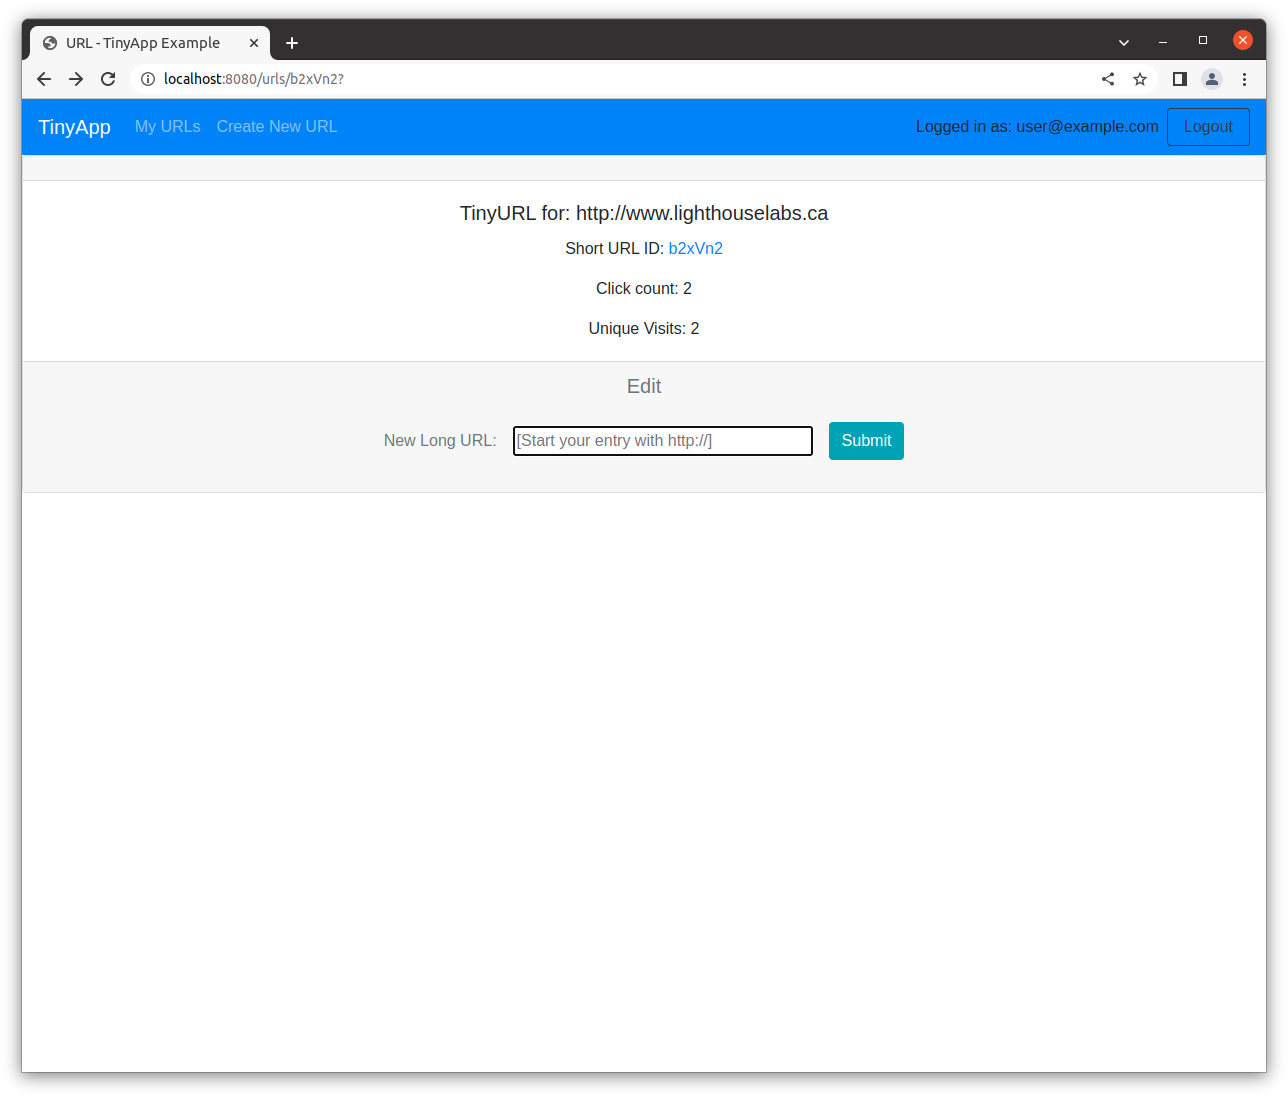 URL - TinyApp Example
localhost:8080/urls/b2xVn2?
TinyApp My URLs Create New URL Logged in as: user@example.com Logout
TinyURL for: http://www.lighthouselabs.ca
Short URL ID: b2xVn2
Click count: 2
Unique Visits: 2
Edit
New Long URL: [Start your entry with http://] Submit